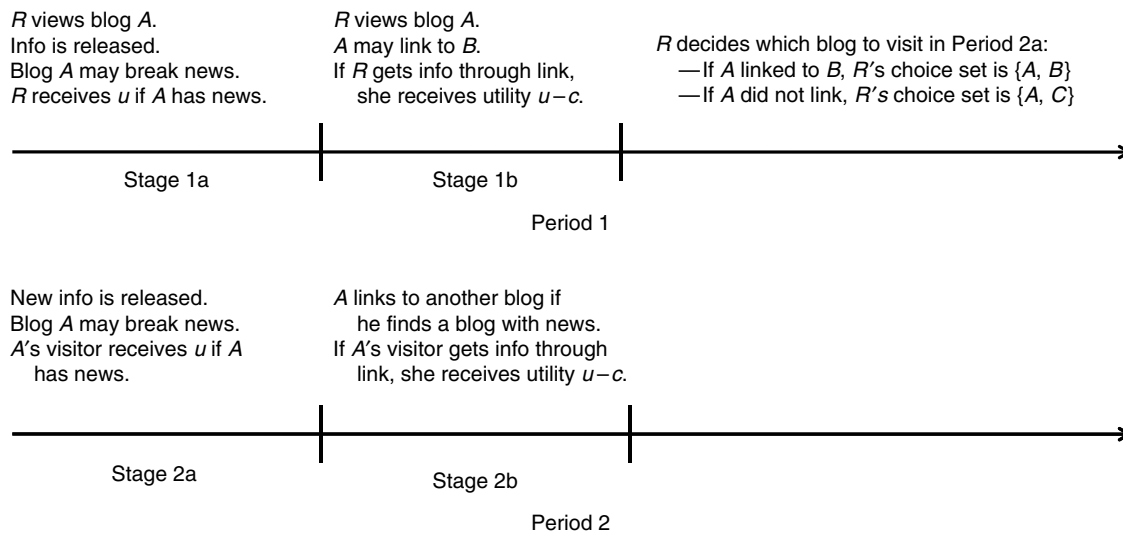 R views blog A.
Info is released.
Blog A may break news.
R receives u if A has news.
R views blog A.
A may link to B.
If R gets info through link,
she receives utility u – c.
R decides which blog to visit in Period 2a:
—If A linked to B, R's choice set is {A, B}
—If A did not link, R's choice set is {A, C}
Stage 1a
Stage 1b
Period 1
New info is released.
Blog A may break news.
A's visitor receives u if A
has news.
A links to another blog if
he finds a blog with news.
If A's visitor gets info through
link, she receives utility u – c.
Stage 2a
Stage 2b
Period 2